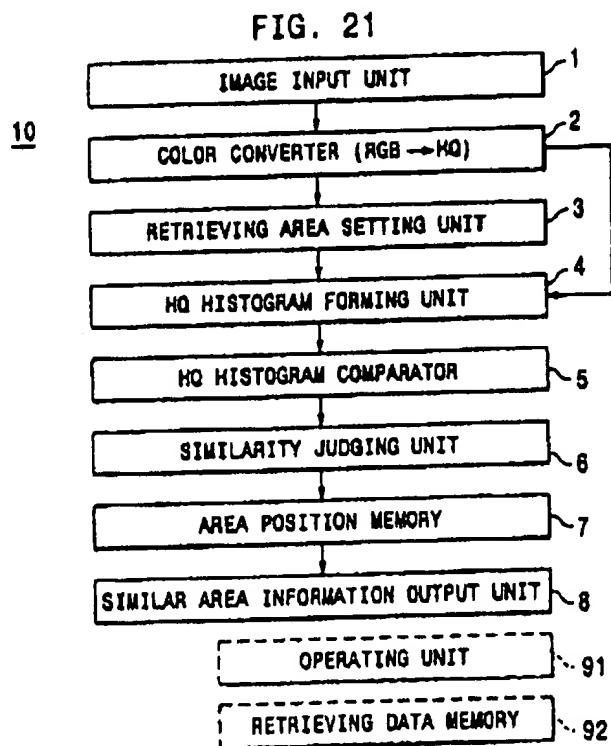 FIG. 21
10
IMAGE INPUT UNIT 1
COLOR CONVERTER (RGB → HQ) 2
RETRIEVING AREA SETTING UNIT 3
HQ HISTOGRAM FORMING UNIT 4
HQ HISTOGRAM COMPARATOR 5
SIMILARITY JUDGING UNIT 6
AREA POSITION MEMORY 7
SIMILAR AREA INFORMATION OUTPUT UNIT 8
OPERATING UNIT 91
RETRIEVING DATA MEMORY 92